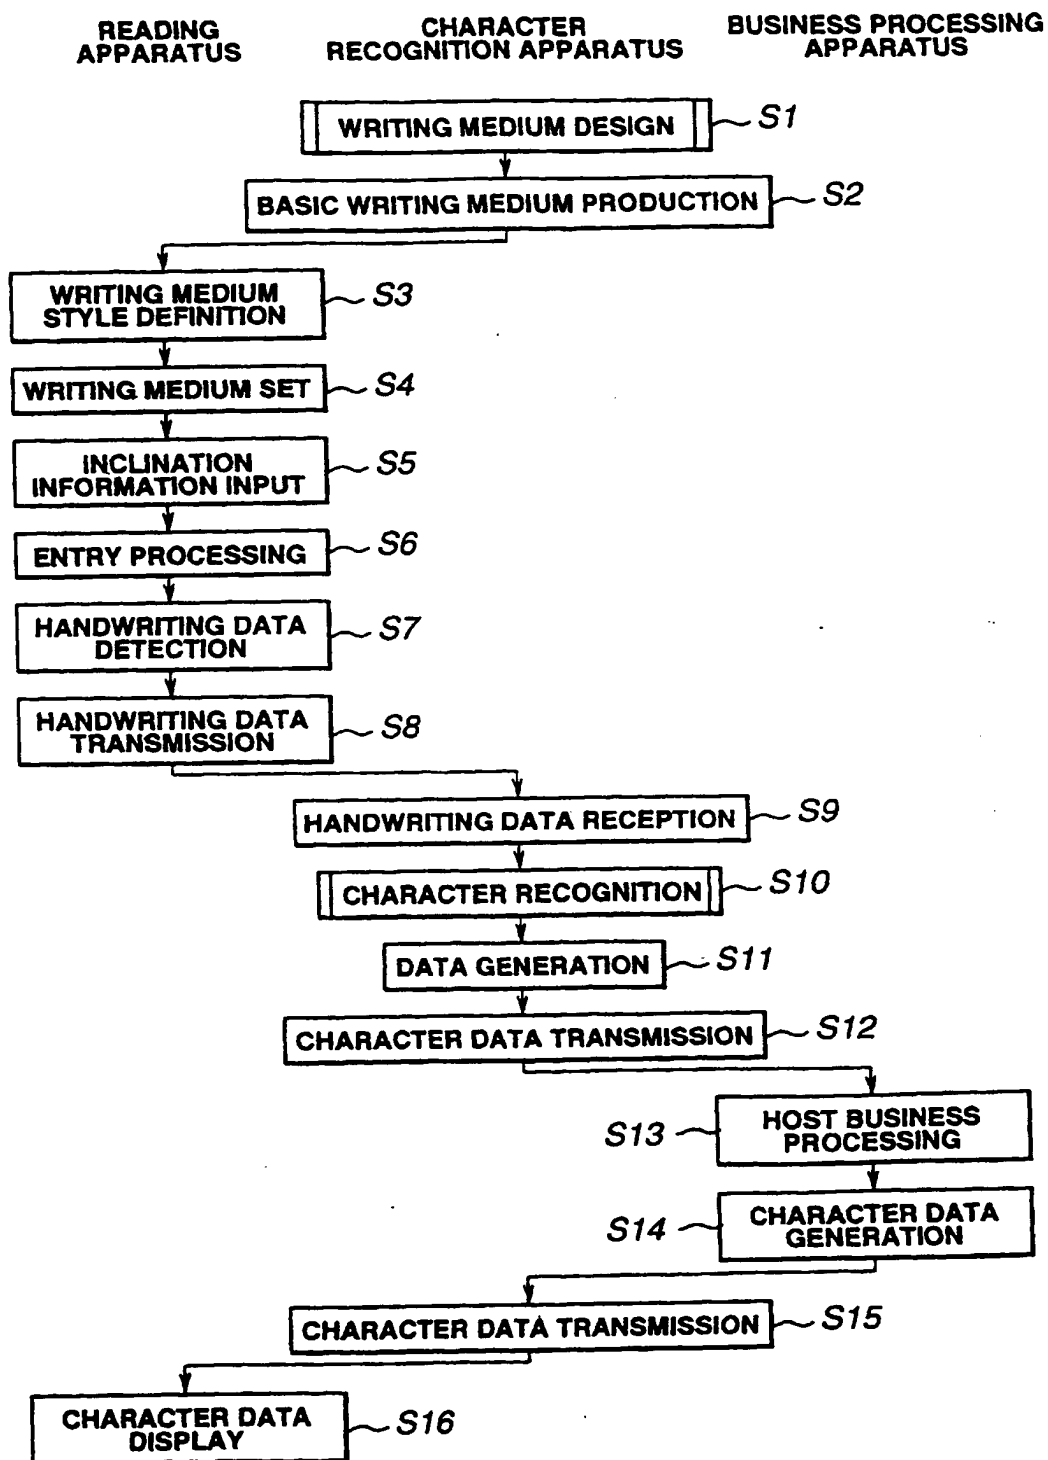 READING
APPARATUS
CHARACTER
RECOGNITION APPARATUS
BUSINESS PROCESSING
APPARATUS
WRITING MEDIUM DESIGN
S1
BASIC WRITING MEDIUM PRODUCTION
S2
WRITING MEDIUM
STYLE DEFINITION
S3
WRITING MEDIUM SET
S4
INCLINATION
INFORMATION INPUT
S5
ENTRY PROCESSING
S6
HANDWRITING DATA
DETECTION
S7
HANDWRITING DATA
TRANSMISSION
S8
HANDWRITING DATA RECEPTION
S9
CHARACTER RECOGNITION
S10
DATA GENERATION
S11
CHARACTER DATA TRANSMISSION
S12
S13
HOST BUSINESS
PROCESSING
S14
CHARACTER DATA
GENERATION
CHARACTER DATA TRANSMISSION
S15
CHARACTER DATA
DISPLAY
S16